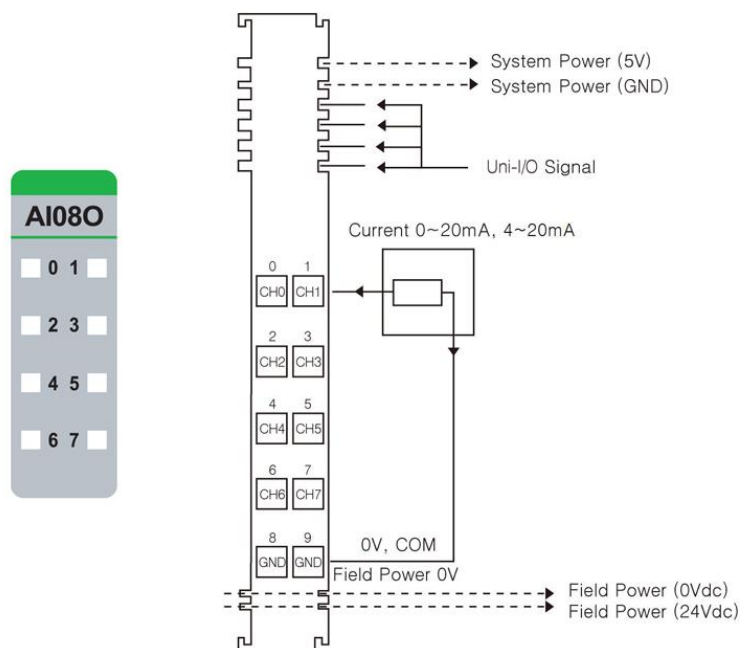 System Power (5V)
System Power (GND)
Uni-I/O Signal
AI08O
0 1
2 3
4 5
6 7
Current 0~20mA, 4~20mA
0 1
CH0 CH1
2 3
CH2 CH3
4 5
CH4 CH5
6 7
CH6 CH7
8 9
GND GND
0V, COM
Field Power 0V
Field Power (0Vdc)
Field Power (24Vdc)